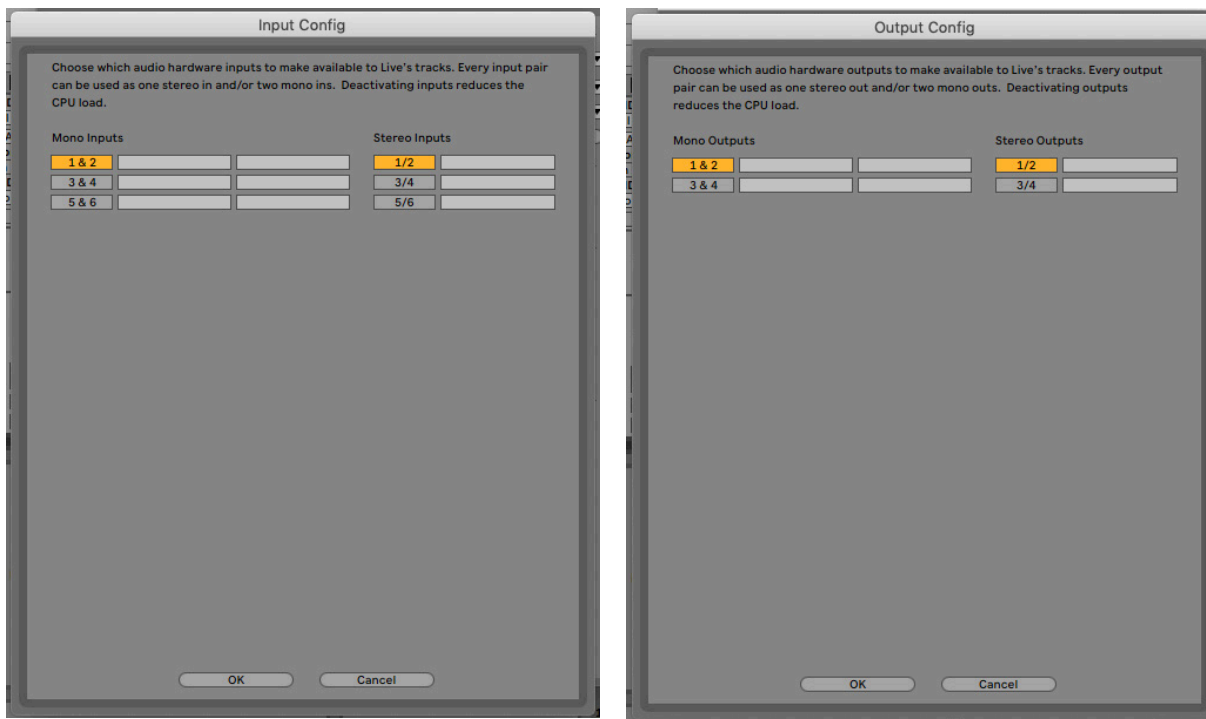 Input Config
Choose which audio hardware inputs to make available to Live's tracks. Every input pair
can be used as one stereo in and/or two mono ins.  Deactivating inputs reduces the
CPU load.
Mono Inputs
Stereo Inputs
1 & 2
1/2
3 & 4
3/4
5 & 6
5/6
OK
Cancel
Output Config
Choose which audio hardware outputs to make available to Live's tracks. Every output
pair can be used as one stereo out and/or two mono outs.  Deactivating outputs
reduces the CPU load.
Mono Outputs
Stereo Outputs
1 & 2
1/2
3 & 4
3/4
OK
Cancel